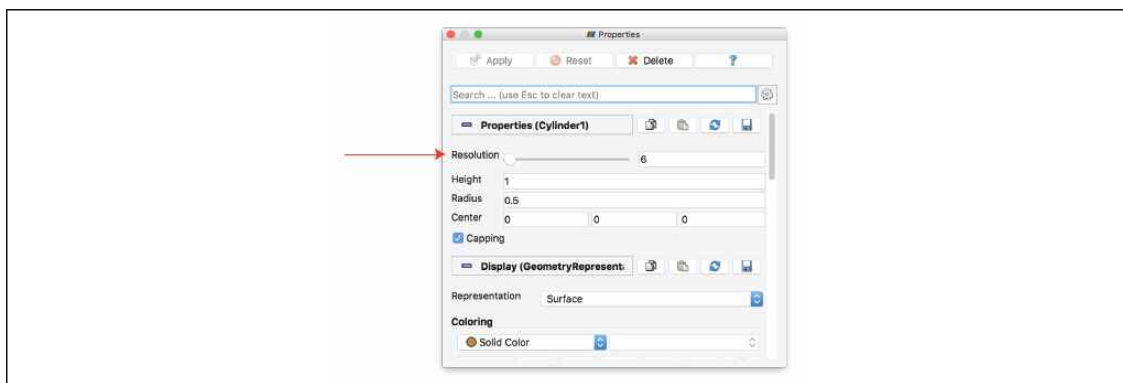 Properties
Apply Reset Delete ?
Search ... (use Esc to clear text)
Properties (Cylinder1)
Resolution 6
Height 1
Radius 0.5
Center 0 0 0
Capping
Display (GeometryRepresenta
Representation Surface
Coloring
Solid Color